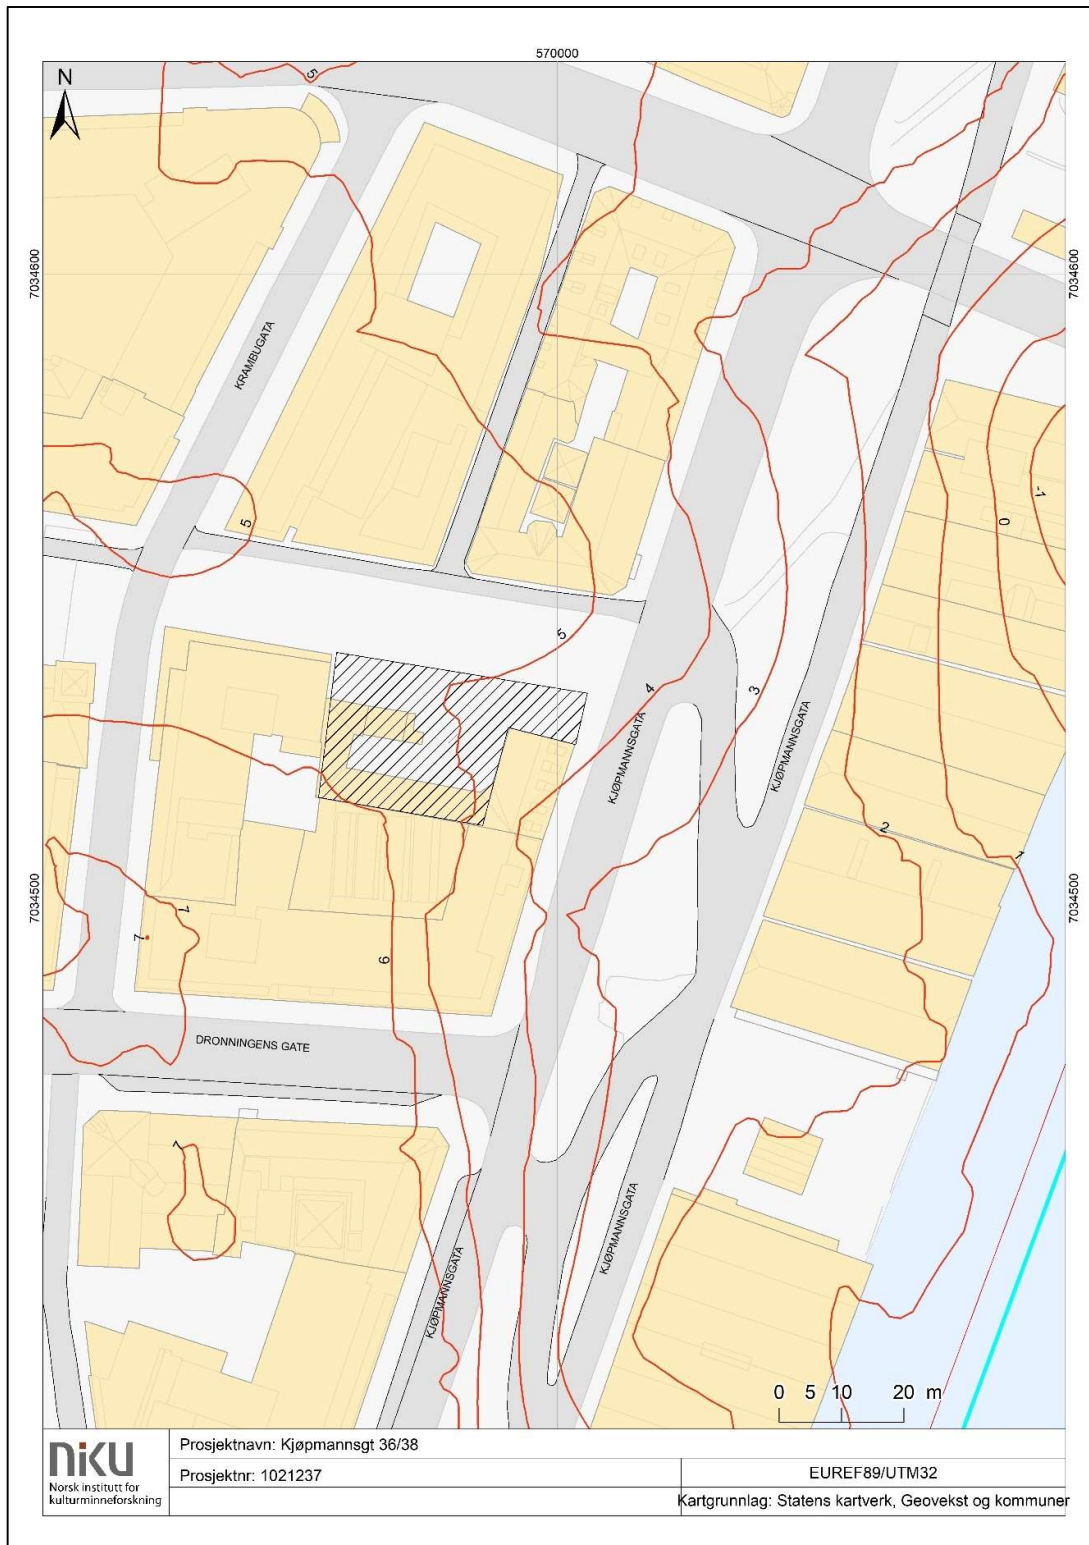 570000
N
5
7034600
7034600
KRAMBUGATA
-1
0
5
5
4
3
KJØPMANNSGATA
KJØPMANNSGATA
2
1
7034500
7034500
7
7
6
DRONNINGENS GATE
7
KJØPMANNSGATA
KJØPMANNSGATA
0 5 10 20 m
niku
Norsk institutt for
kulturminneforskning
Prosjektnavn: Kjøpmannsgt 36/38
Prosjektnr: 1021237
EUREF89/UTM32
Kartgrunnlag: Statens kartverk, Geovekst og kommuner